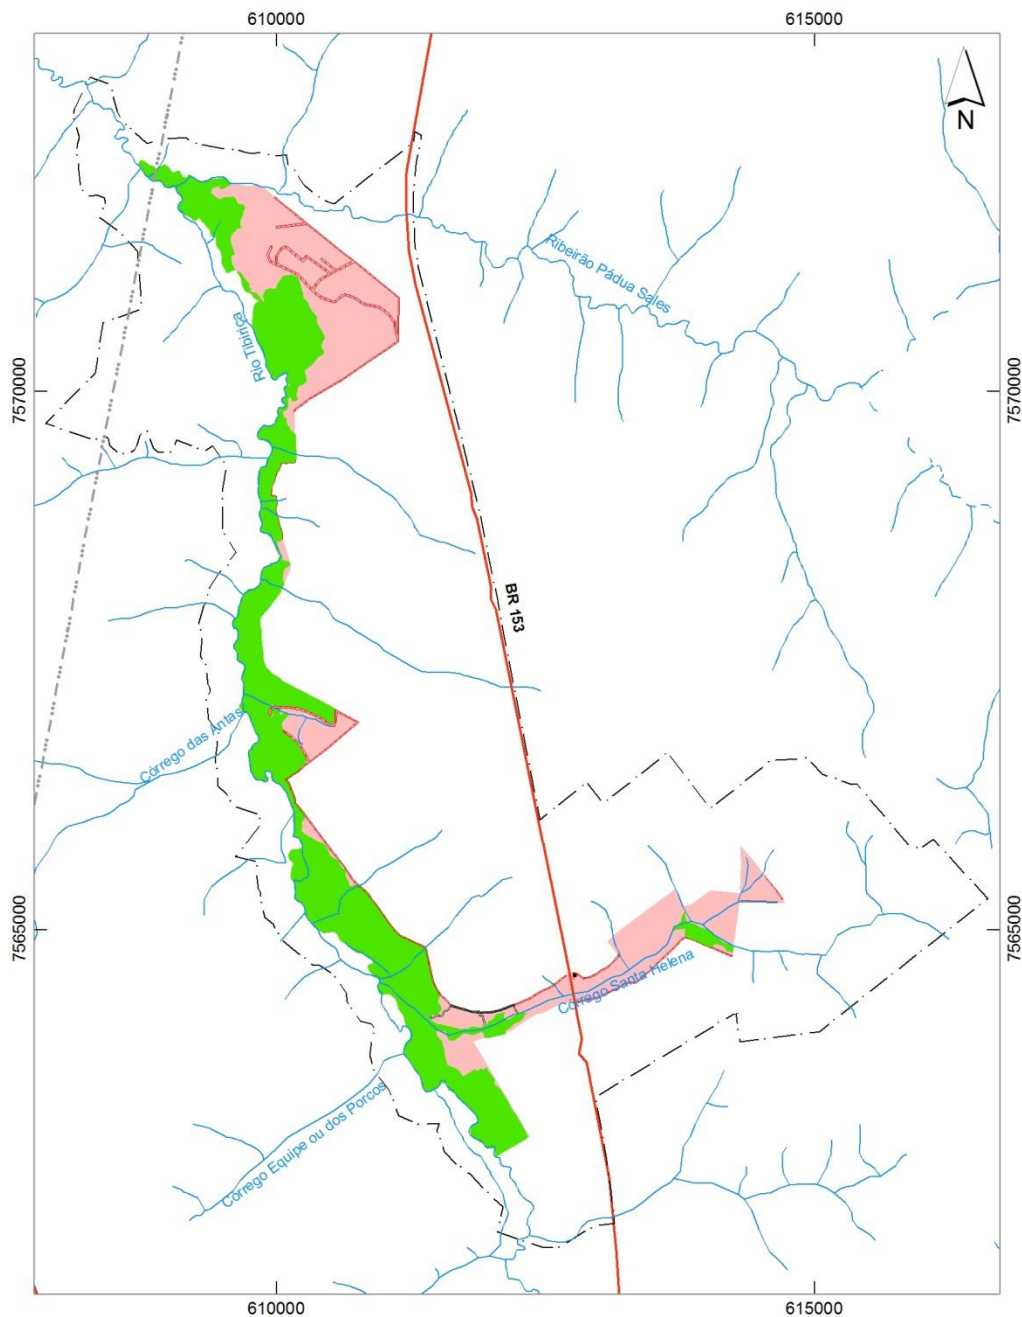 610000
615000
N
Ribeirão Pádua Sales
Rio Tibiriça
7570000
7570000
BR 153
Córrego das Antas
7565000
7565000
Córrego Santa Helena
Córrego Equipe ou dos Porcos
610000
615000